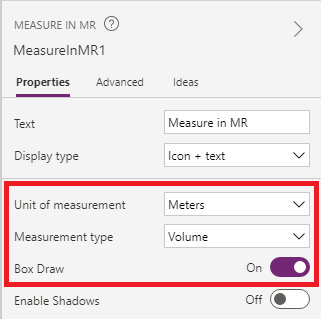 MEASURE IN MR ?
MeasureInMR1
Properties Advanced Ideas
Text Measure in MR
Display type Icon + text
Unit of measurement Meters
Measurement type Volume
Box Draw On
Enable Shadows Off